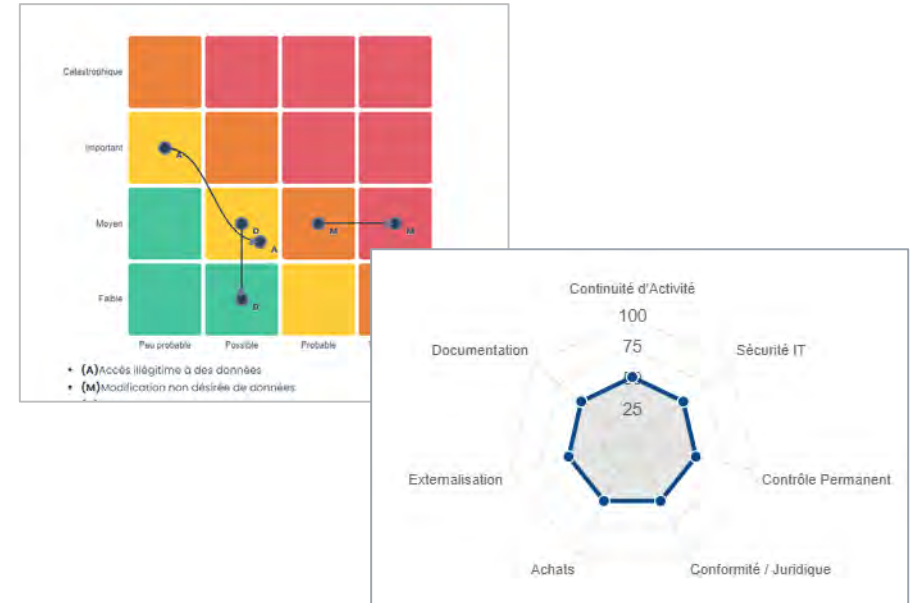 Catastrophique
Important
A
Moyen
D
A
M
M
Faible
D
Peu probable
Possible
Probable
• (A)Accès illégitime à des données
• (M)Modification non désirée de données
Continuité d'Activité
100
Documentation
75
Sécurité IT
25
Externalisation
Contrôle Permanent
Achats
Conformité / Juridique